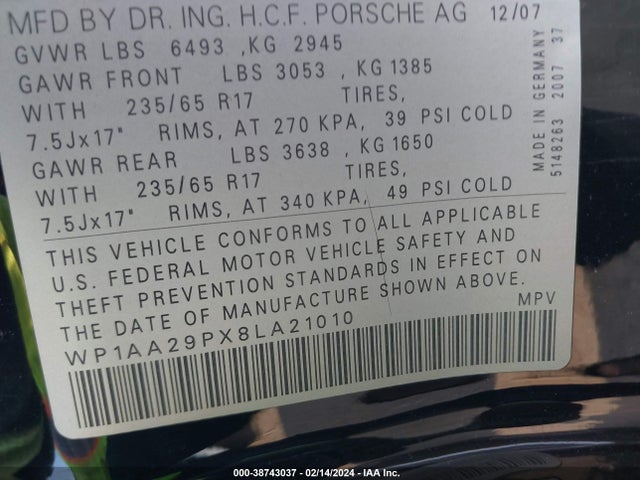 MFD BY DR. ING. H.C.F. PORSCHE AG 12/07
GVWR LBS 6493 ,KG 2945
GAWR FRONT LBS 3053 , KG 1385
WITH 235/65 R17 TIRES,
7.5Jx17" RIMS, AT 270 KPA, 39 PSI COLD
GAWR REAR LBS 3638 , KG 1650
WITH 235/65 R17 TIRES,
7.5Jx17" RIMS, AT 340 KPA, 49 PSI COLD
THIS VEHICLE CONFORMS TO ALL APPLICABLE
U.S. FEDERAL MOTOR VEHICLE SAFETY AND
THEFT PREVENTION STANDARDS IN EFFECT ON
THE DATE OF MANUFACTURE SHOWN ABOVE.
WP1AA29PX8LA21010 MPV
MADE IN GERMANY
5148263 2007 37
000-38743037 - 02/14/2024 - IAA Inc.